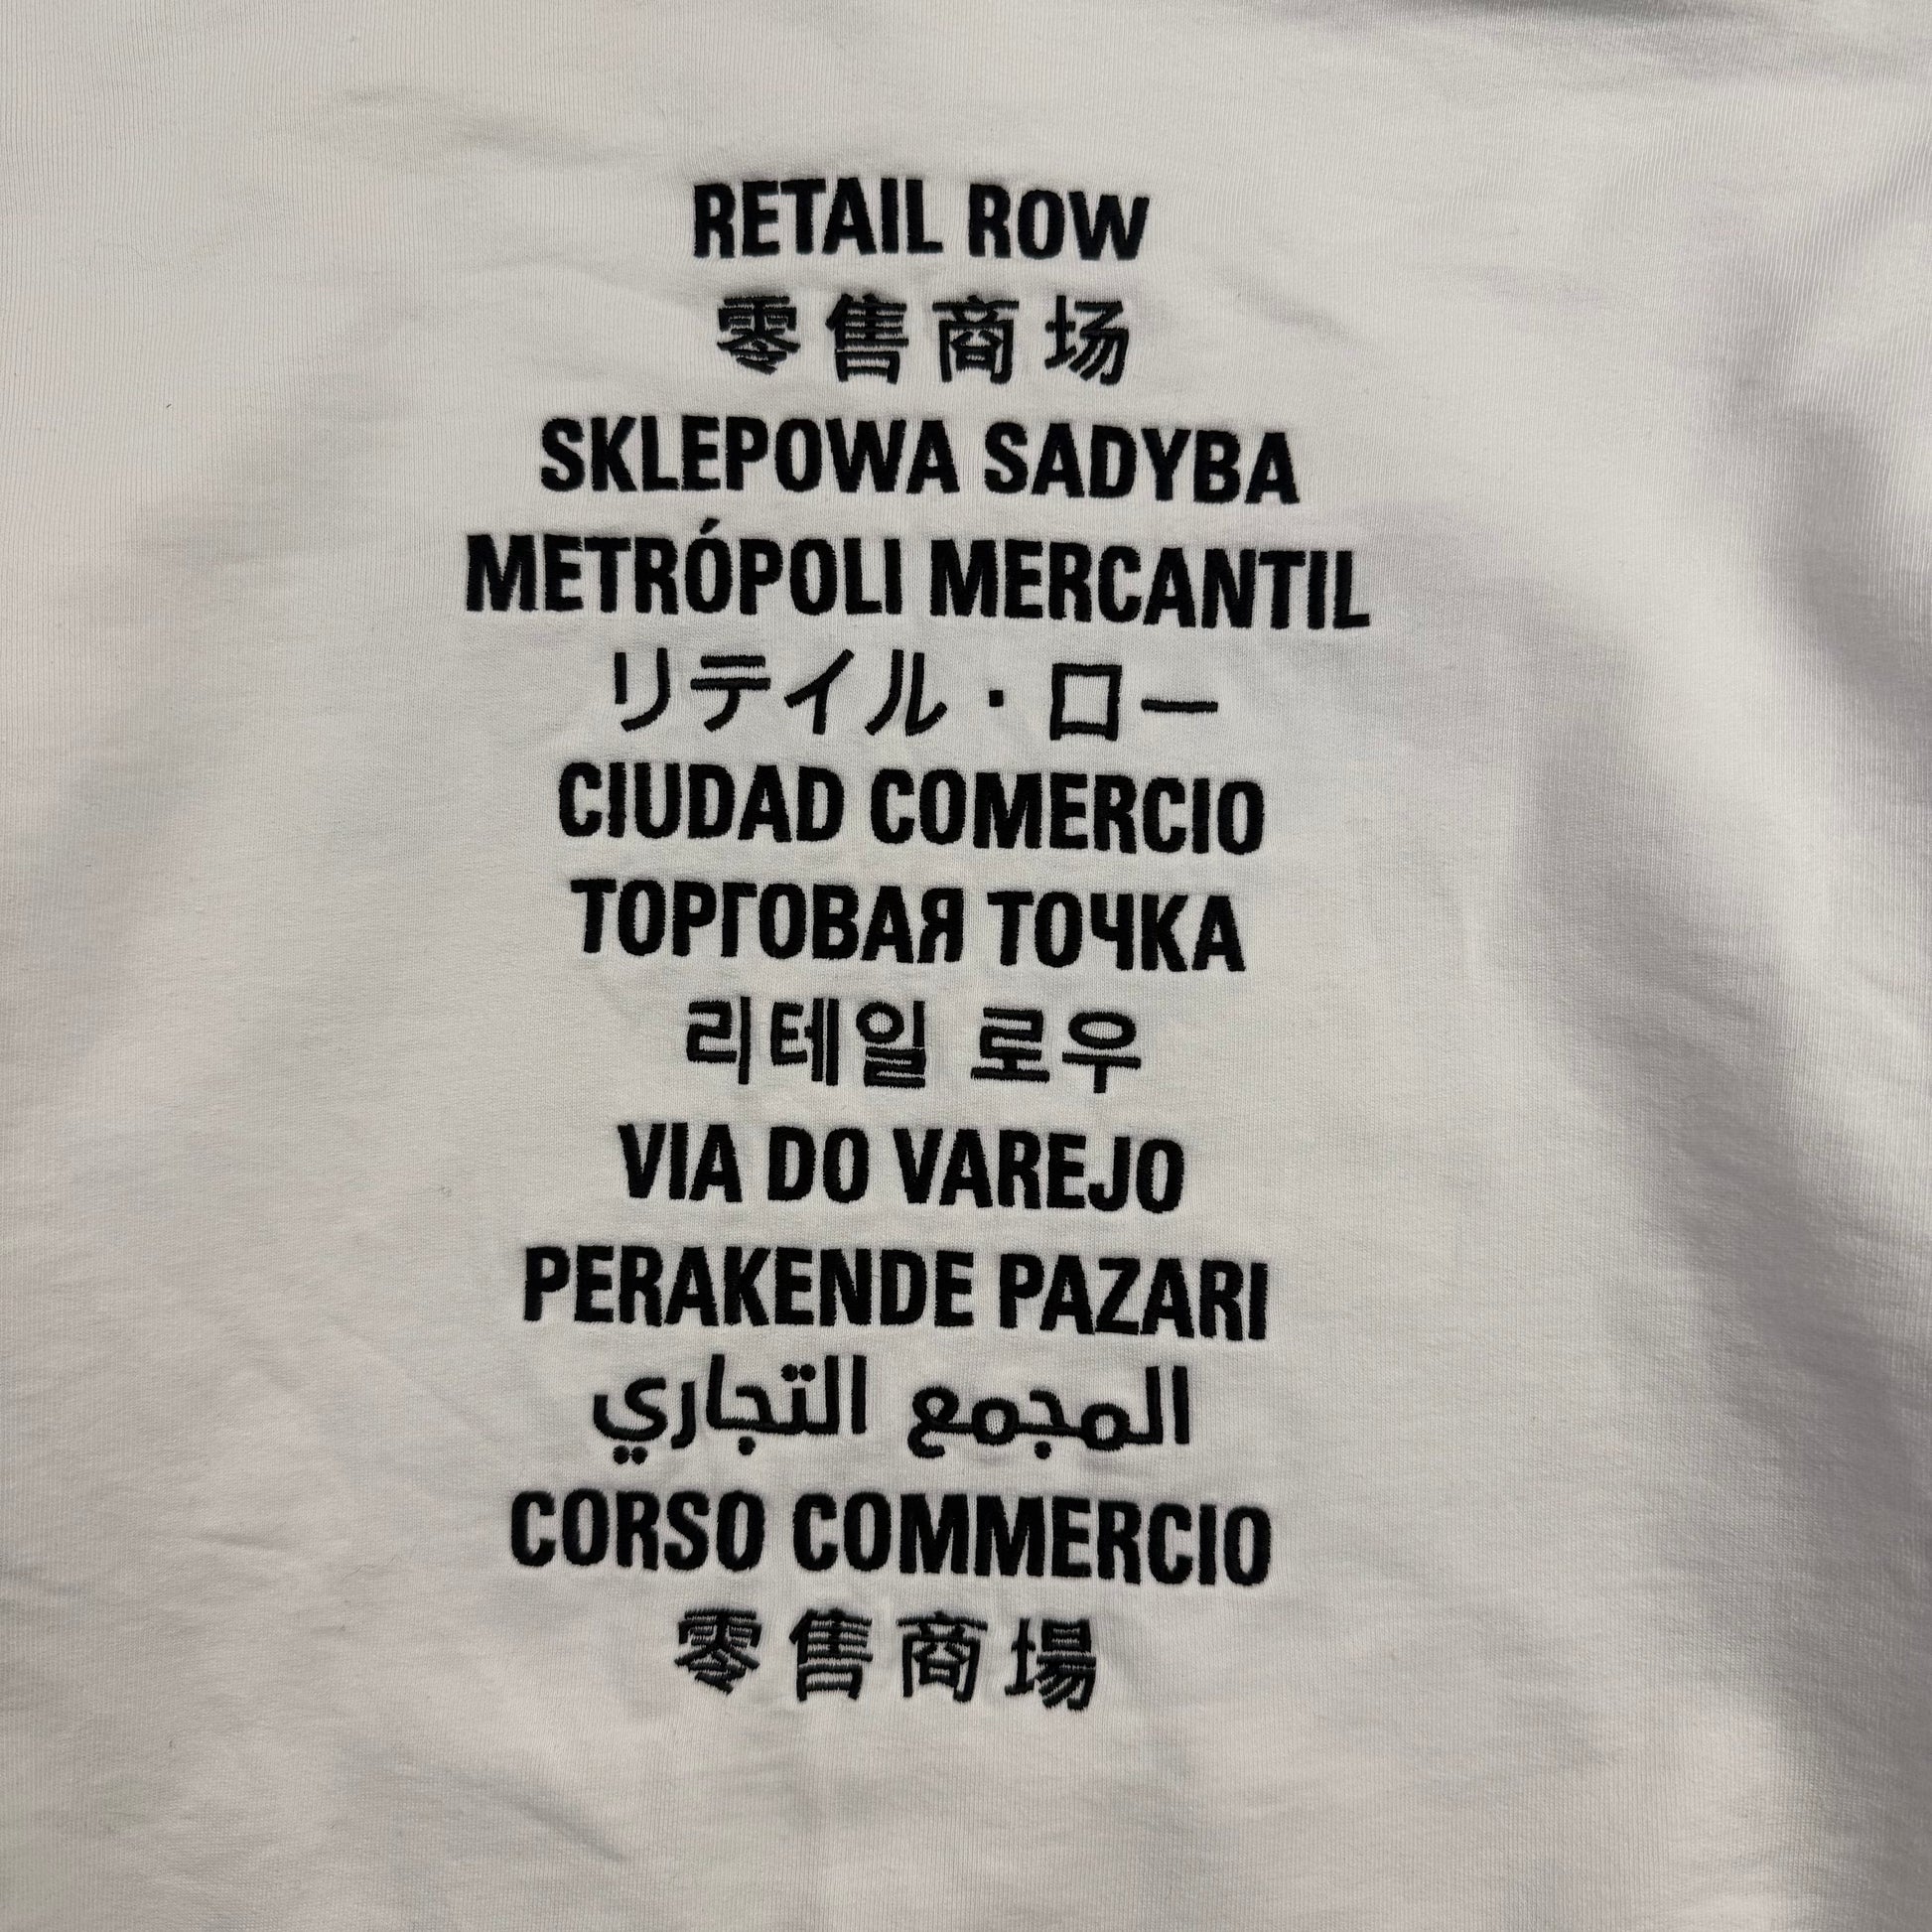 RETAIL ROW
零售商场
SKLEPOWA SADYBA
METRÓPOLI MERCANTIL
リテイル・ロー
CIUDAD COMERCIO
ТОРГОВАЯ ТОЧКА
리테일 로우
VIA DO VAREJO
PERAKENDE PAZARI
المجمع التجاري
CORSO COMMERCIO
零售商場